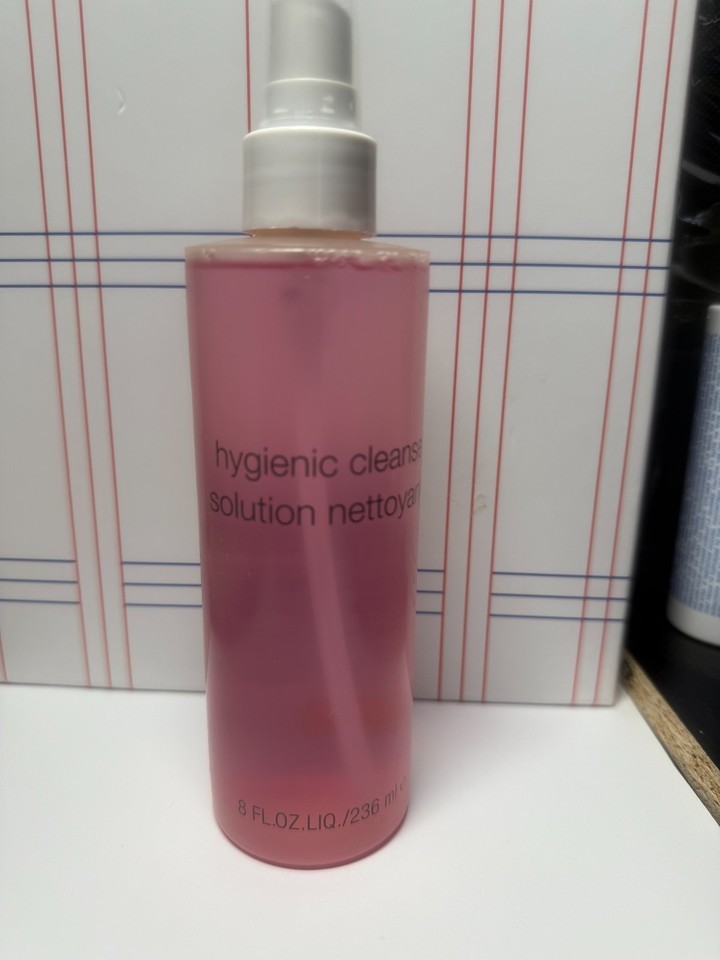 hygienic cleanse
solution nettoyan
8 FL.OZ.LIQ./236 ml